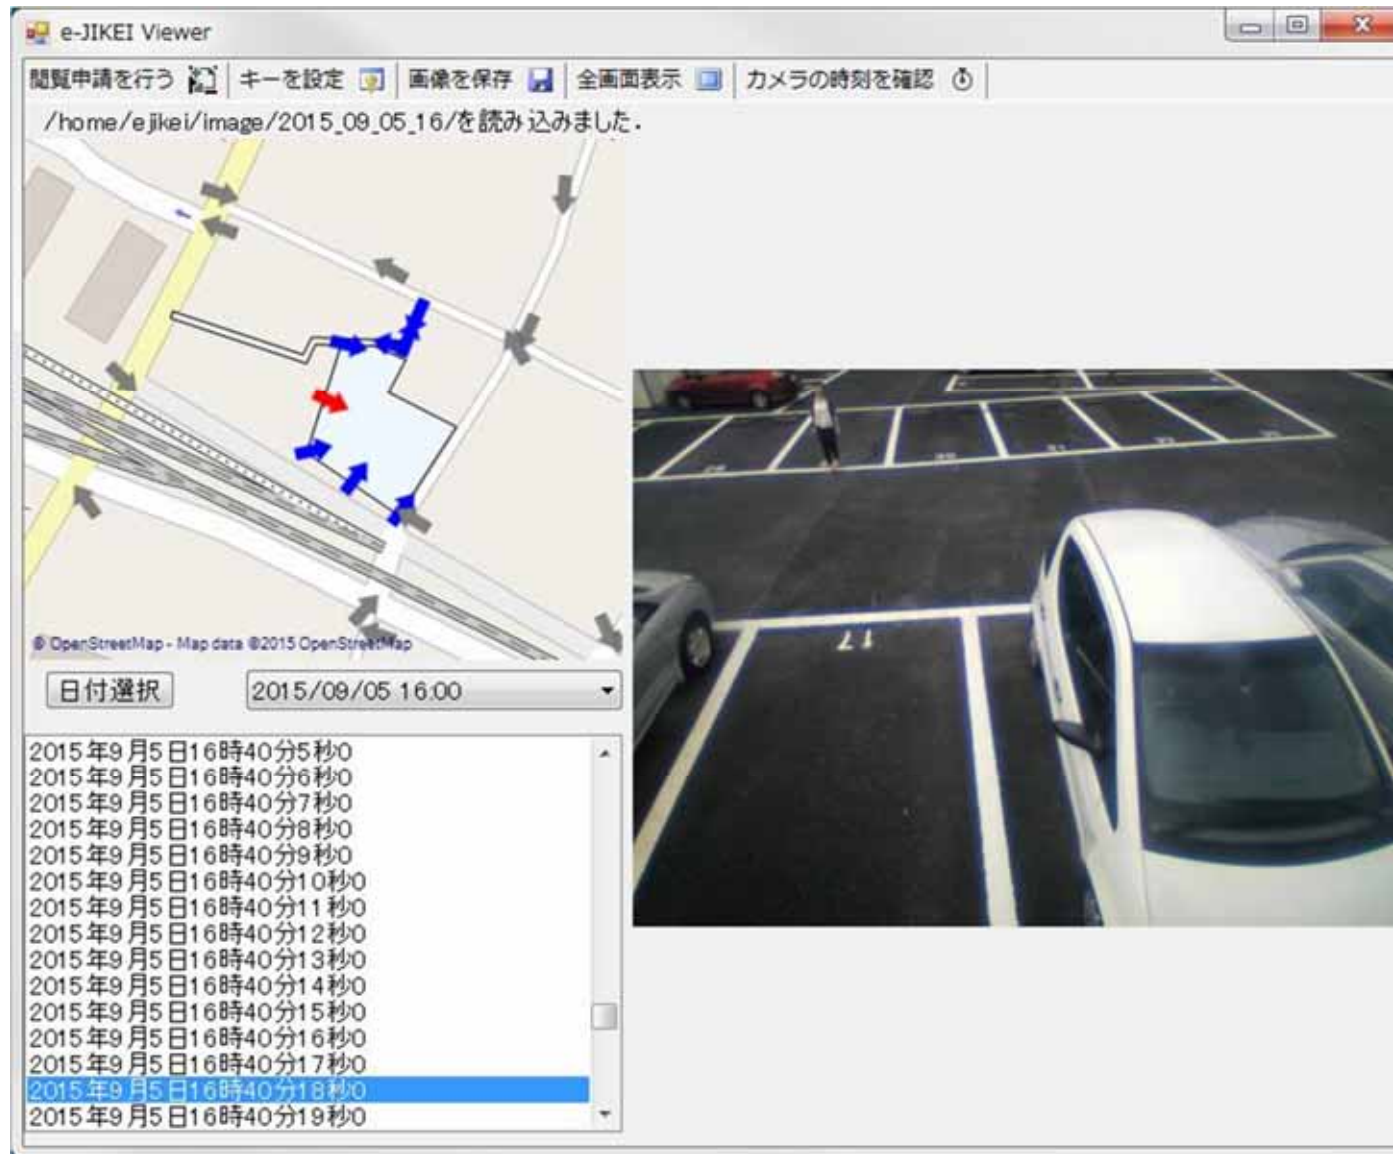 e-JIKEI Viewer
閲覧申請を行う キーを設定 画像を保存 全画面表示 カメラの時刻を確認
/home/ejikei/image/2015_09_05_16/を読み込みました.
© OpenStreetMap - Map data ©2015 OpenStreetMap
日付選択 2015/09/05 16:00
2015年9月5日16時40分5秒0
2015年9月5日16時40分6秒0
2015年9月5日16時40分7秒0
2015年9月5日16時40分8秒0
2015年9月5日16時40分9秒0
2015年9月5日16時40分10秒0
2015年9月5日16時40分11秒0
2015年9月5日16時40分12秒0
2015年9月5日16時40分13秒0
2015年9月5日16時40分14秒0
2015年9月5日16時40分15秒0
2015年9月5日16時40分16秒0
2015年9月5日16時40分17秒0
2015年9月5日16時40分18秒0
2015年9月5日16時40分19秒0
17